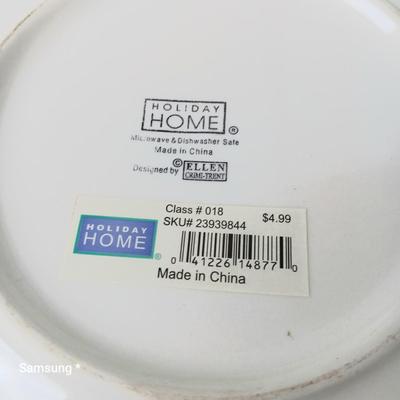 HOLIDAY
HOME ®
Microwave & Dishwasher Safe
Made in China
Designed by © ELLEN
CRIMI-TRENT
Class # 018
SKU# 23939844 $4.99
HOLIDAY
HOME ®
0 41226 14877 0
Made in China
Samsung *